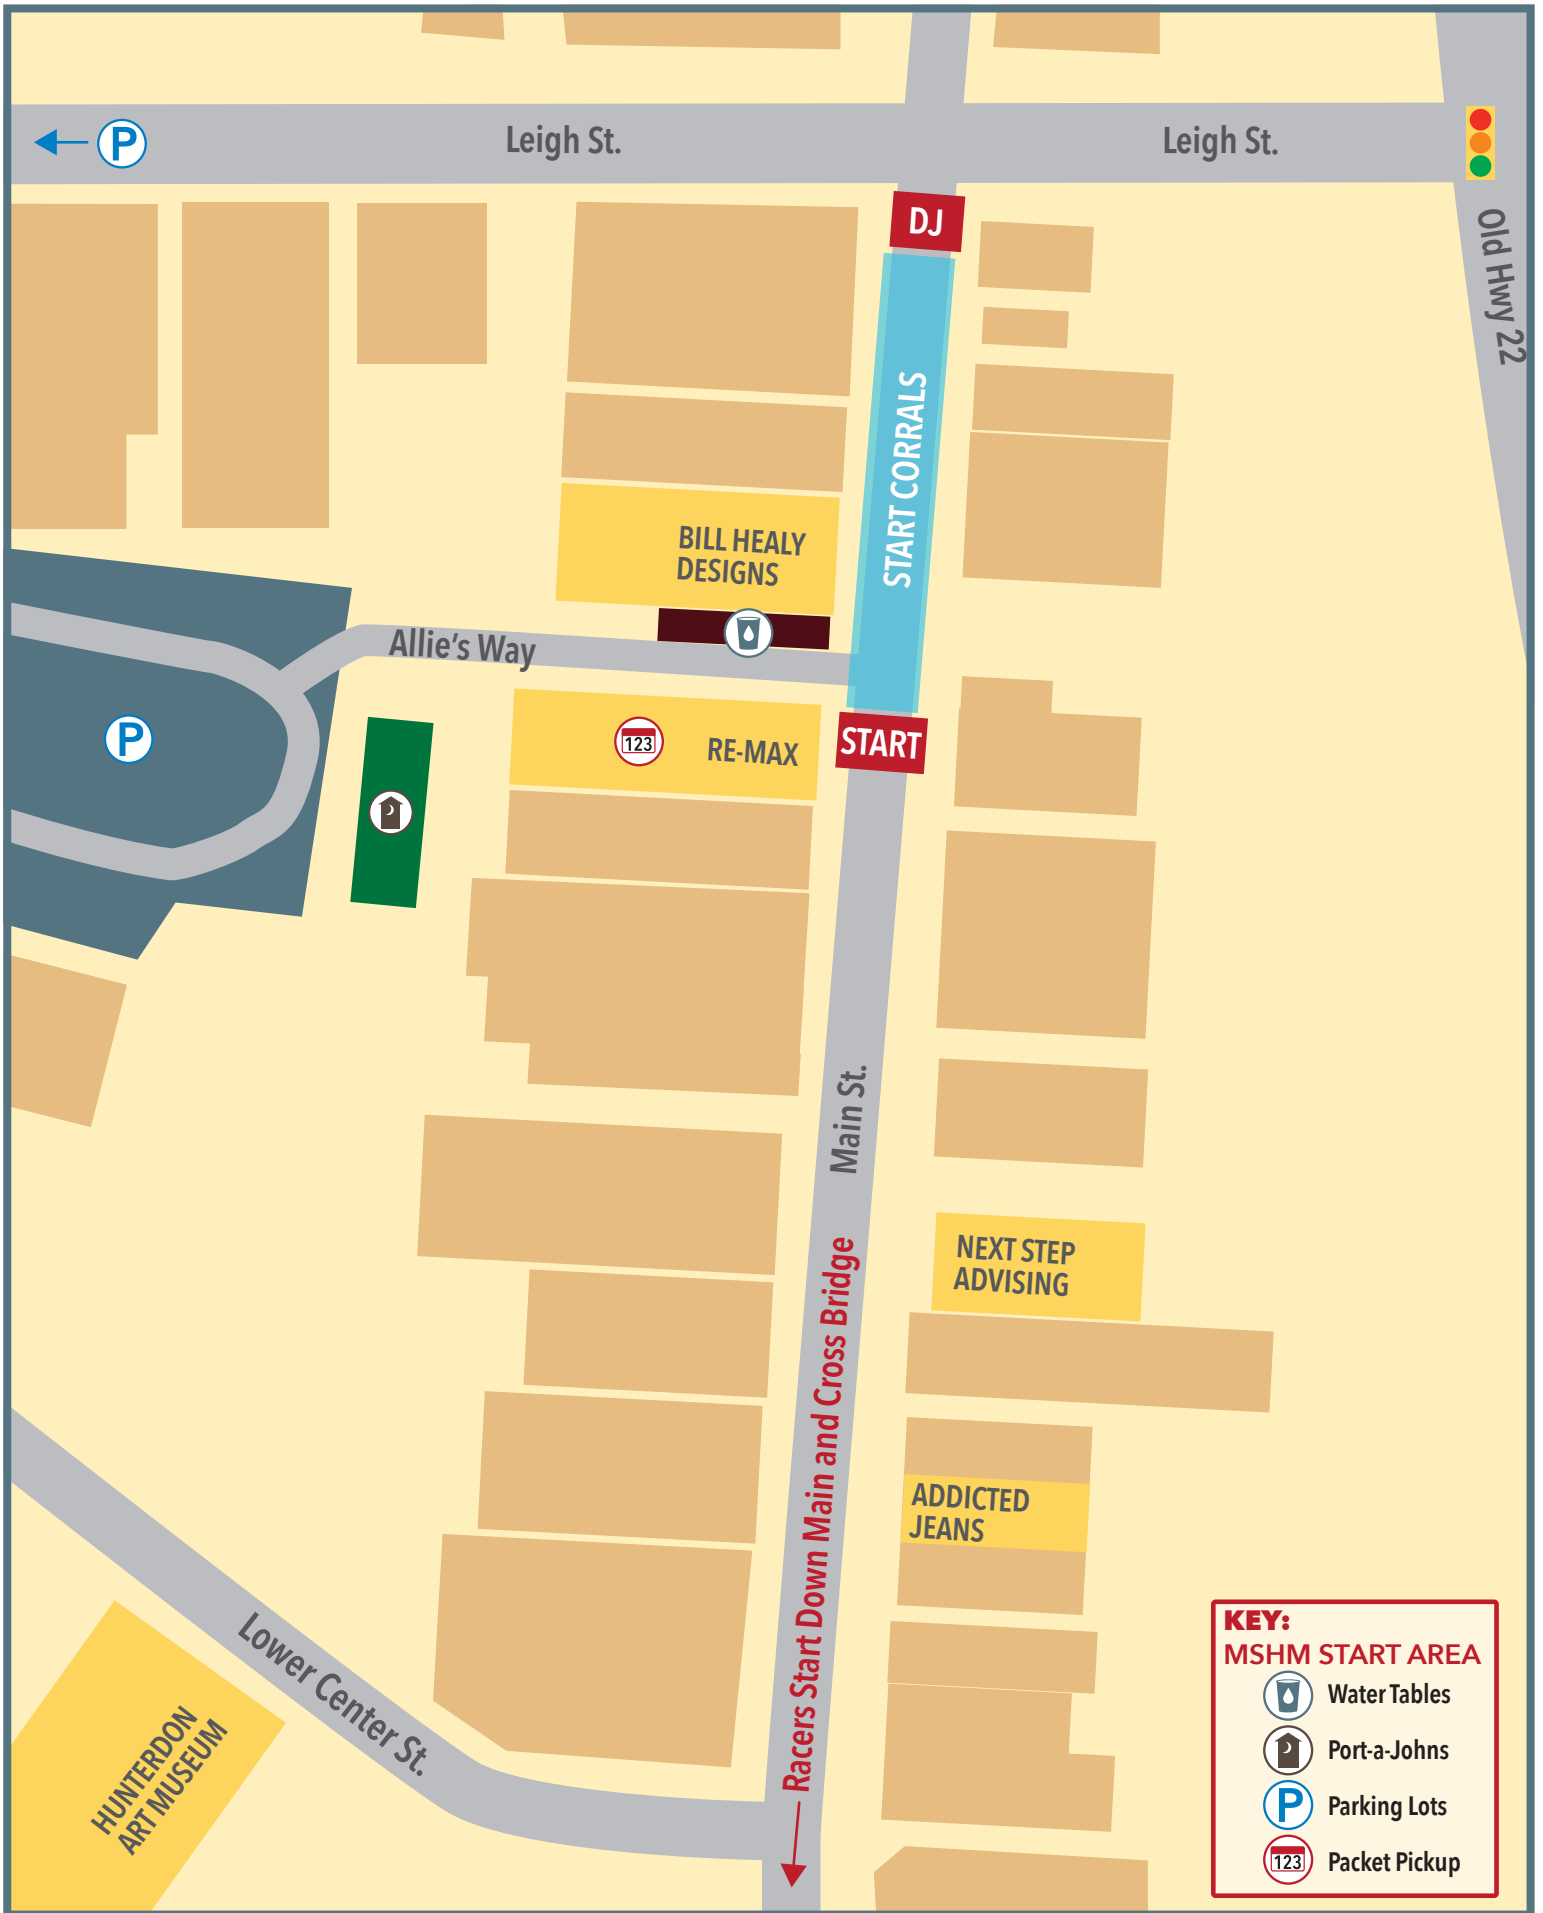 P
Leigh St.
Leigh St.
DJ
Old Hwy 22
START CORRALS
BILL HEALY
DESIGNS
Allie's Way
P
123
RE-MAX
START
Main St.
NEXT STEP
ADVISING
Racers Start Down Main and Cross Bridge
ADDICTED
JEANS
Lower Center St.
HUNTERDON
ART MUSEUM
KEY:
MSHM START AREA
Water Tables
Port-a-Johns
P Parking Lots
123 Packet Pickup